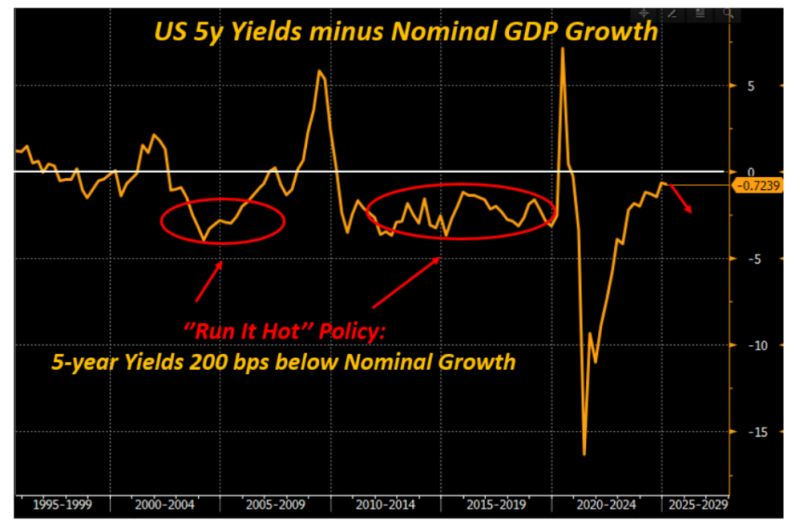 US 5y Yields minus Nominal GDP Growth
5
0
-0.7239
-5
"Run It Hot" Policy:
5-year Yields 200 bps below Nominal Growth
-10
-15
1995-1999 2000-2004 2005-2009 2010-2014 2015-2019 2020-2024 2025-2029